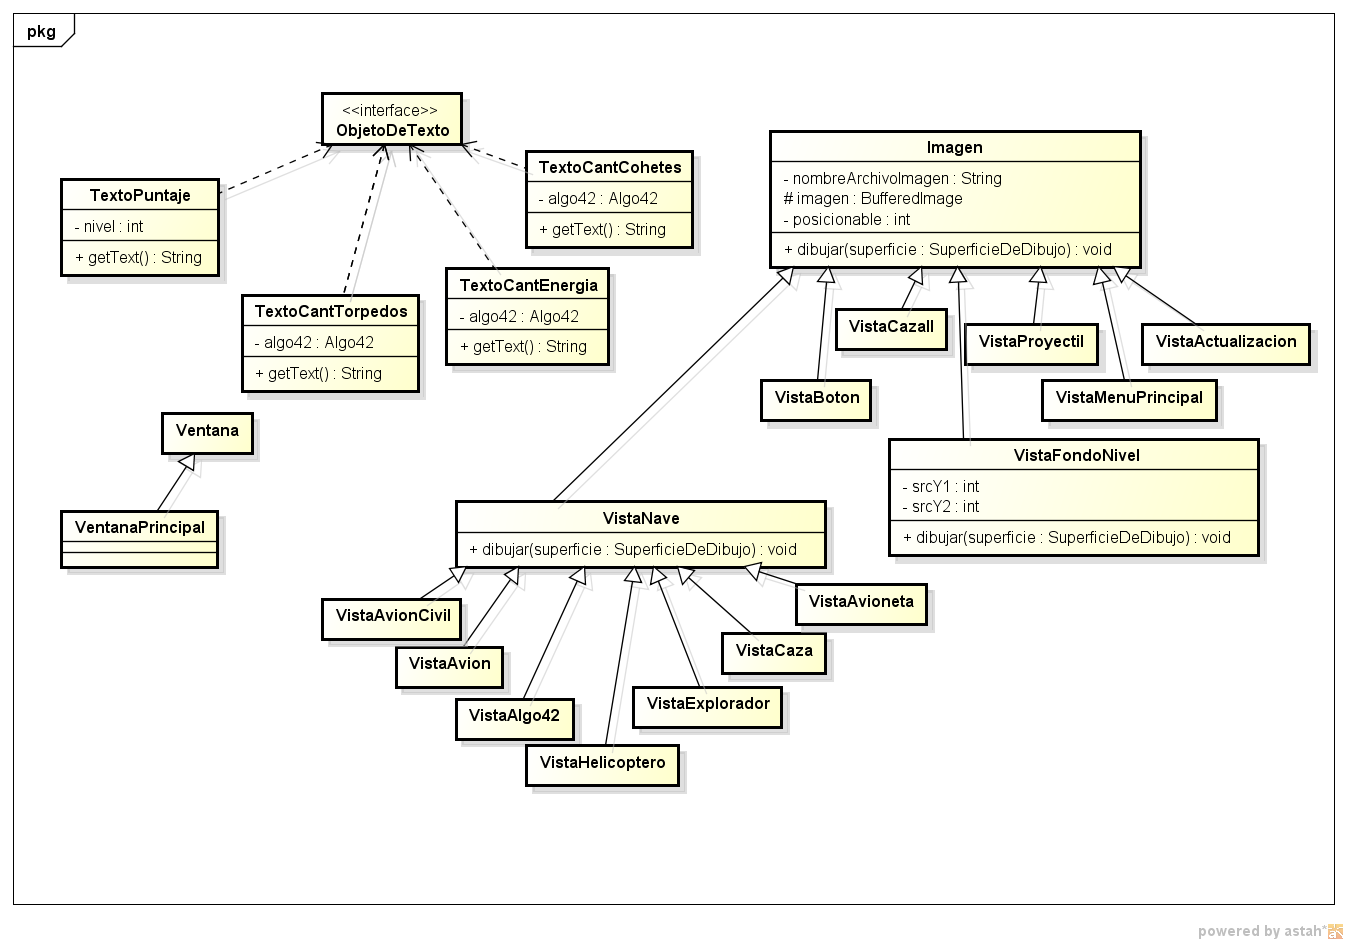 pkg
<<interface>>
ObjetoDeTexto
TextoPuntaje
- nivel : int
+ getText() : String
TextoCantCohetes
- algo42 : Algo42
+ getText() : String
TextoCantTorpedos
- algo42 : Algo42
+ getText() : String
TextoCantEnergia
- algo42 : Algo42
+ getText() : String
Ventana
VentanaPrincipal
Imagen
- nombreArchivoImagen : String
# imagen : BufferedImage
- posicionable : int
+ dibujar(superficie : SuperficieDeDibujo) : void
VistaCazaII
VistaProyectil
VistaActualizacion
VistaBoton
VistaMenuPrincipal
VistaFondoNivel
- srcY1 : int
- srcY2 : int
+ dibujar(superficie : SuperficieDeDibujo) : void
VistaNave
+ dibujar(superficie : SuperficieDeDibujo) : void
VistaAvionCivil
VistaAvion
VistaAlgo42
VistaHelicoptero
VistaExplorador
VistaCaza
VistaAvioneta
powered by astah*